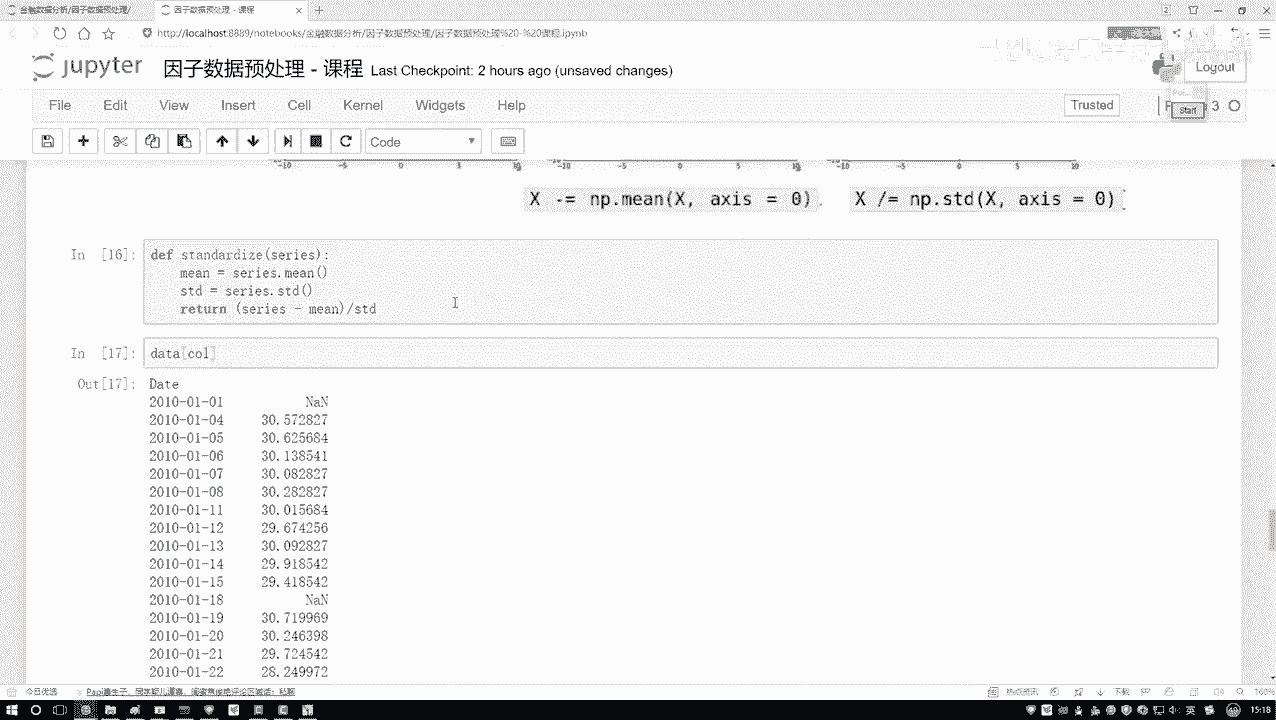 金融数据分析/因子数据预处理/
因子数据预处理 - 课程
http://localhost:8889/notebooks/金融数据分析/因子数据预处理/因子数据预处理%20-%20课程.ipynb
jupyter 因子数据预处理 - 课程 Last Checkpoint: 2 hours ago (unsaved changes)
Logout
File Edit View Insert Cell Kernel Widgets Help
Trusted
3
Start
Code
-10 -5 0 5 10 -10 -5 0 5 10 -10 -5 0 5 10
X -= np.mean(X, axis = 0) X /= np.std(X, axis = 0)
In [16]: def standardize(series):
mean = series.mean()
std = series.std()
return (series - mean)/std
In [17]: data[col]
Out[17]: Date
2010-01-01 NaN
2010-01-04 30.572827
2010-01-05 30.625684
2010-01-06 30.138541
2010-01-07 30.082827
2010-01-08 30.282827
2010-01-11 30.015684
2010-01-12 29.674256
2010-01-13 30.092827
2010-01-14 29.918542
2010-01-15 29.418542
2010-01-18 NaN
2010-01-19 30.719969
2010-01-20 30.246398
2010-01-21 29.724542
2010-01-22 28.249972
今日优选
热点资讯
下载
160%
英
15:18